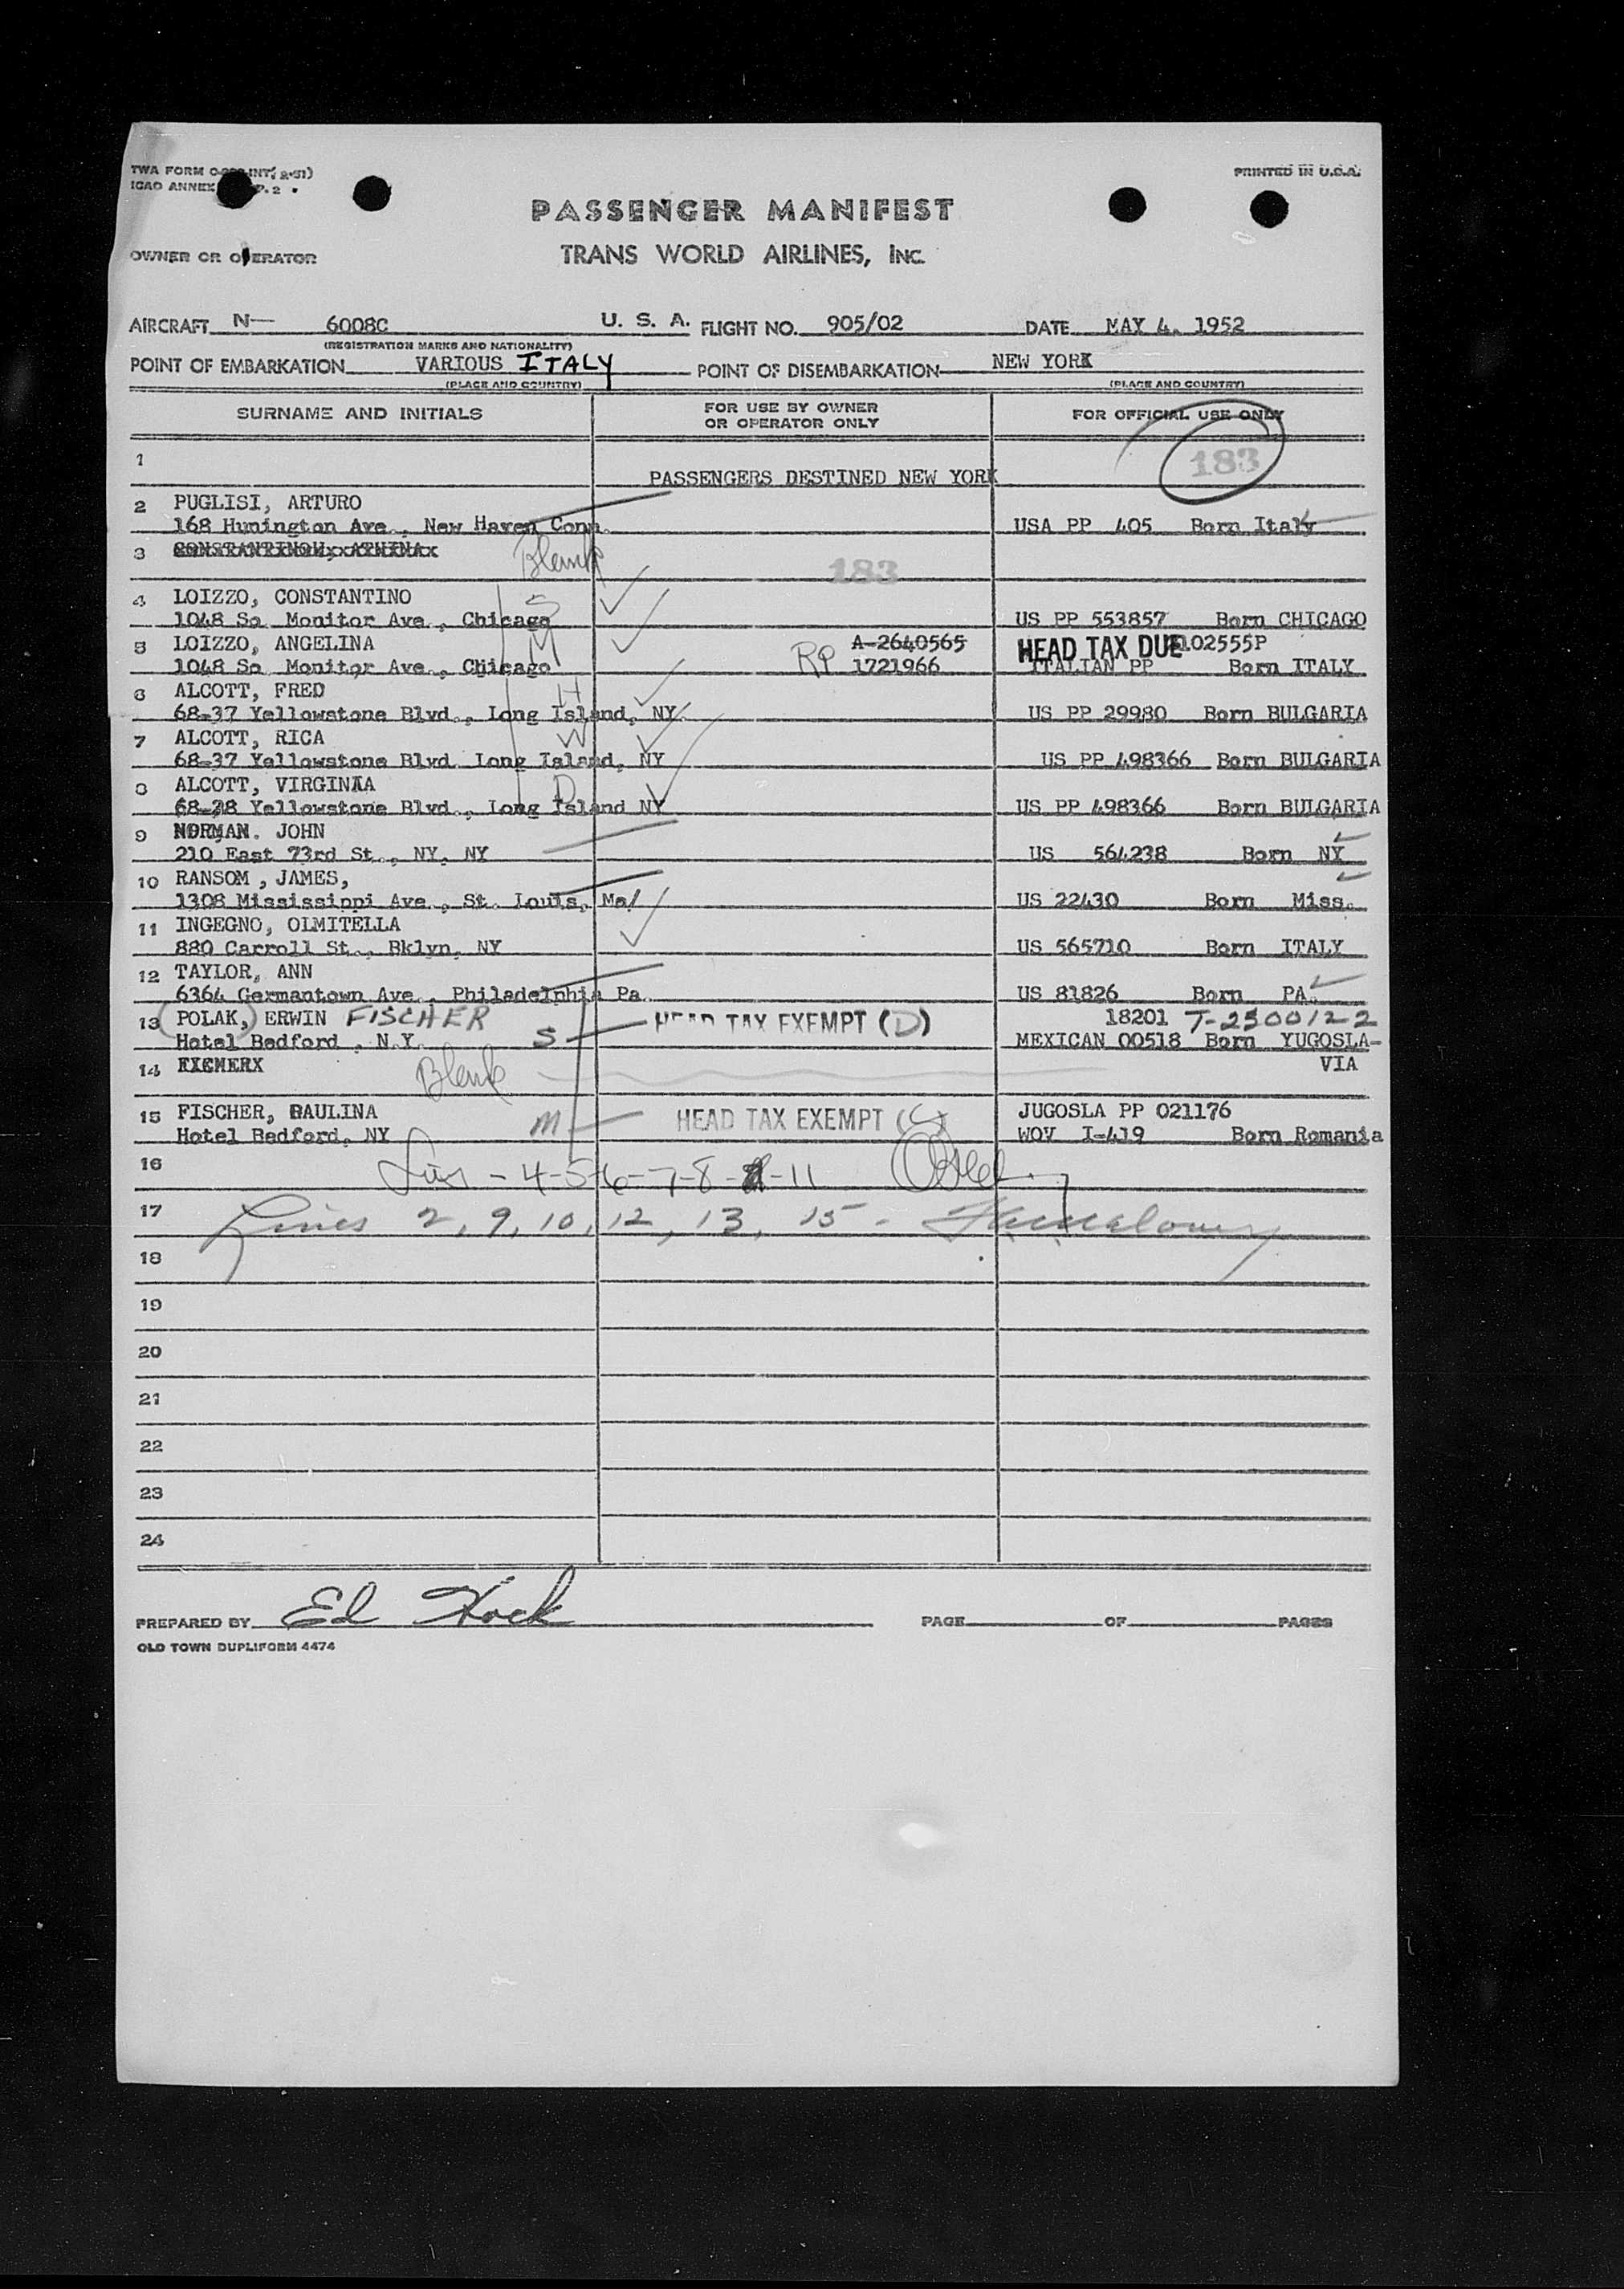 PRINTED IN U.S.A.
PASSENGER MANIFEST
OWNER OR OPERATOR
TRANS WORLD AIRLINES, INC.
AIRCRAFT N— 6008C U. S. A. FLIGHT NO. 905/02 DATE MAY 4, 1952
(REGISTRATION MARKS AND NATIONALITY)
POINT OF EMBARKATION VARIOUS ITALY POINT OF DISEMBARKATION NEW YORK
(PLACE AND COUNTRY) (PLACE AND COUNTRY)
SURNAME AND INITIALS FOR USE BY OWNER OR OPERATOR ONLY FOR OFFICIAL USE ONLY
183
1 PASSENGERS DESTINED NEW YORK
2 PUGLISI, ARTURO
168 Hunington Ave., New Haven Conn. USA PP 405 Born Italy
3 Blank 183
4 LOIZZO, CONSTANTINO S
1048 So Monitor Ave., Chicago US PP 553857 Born CHICAGO
5 LOIZZO, ANGELINA M A-2640565 HEAD TAX DUE 102555P
1048 So Monitor Ave., Chicago RP 1721966 ITALIAN PP Born ITALY
6 ALCOTT, FRED H
68-37 Yellowstone Blvd., Long Island, NY. US PP 29980 Born BULGARIA
7 ALCOTT, RICA W
68-37 Yellowstone Blvd. Long Island, NY US PP 498366 Born BULGARIA
8 ALCOTT, VIRGINIA D
68-38 Yellowstone Blvd., Long Island NY US PP 498366 Born BULGARIA
9 NORMAN. JOHN
210 East 73rd St., NY, NY US 564238 Born NY
10 RANSOM , JAMES,
1308 Mississippi Ave., St. Louis, Mo/ US 22430 Born Miss.
11 INGEGNO, OLMITELLA
880 Carroll St., Bklyn, NY US 565710 Born ITALY
12 TAYLOR, ANN
6364 Germantown Ave., Philadelphia Pa. US 81826 Born PA.
13 (POLAK,) ERWIN FISCHER S HEAD TAX EXEMPT (D) 18201 T-2300122
Hotel Bedford, N.Y. MEXICAN 00518 Born YUGOSLA-
14 Blank VIA
15 FISCHER, PAULINA M HEAD TAX EXEMPT (C) JUGOSLA PP 021176
Hotel Bedford, NY WOV I-419 Born Romania
16 - 4-5-6-7-8-11
17 Lines 2, 9, 10, 12, 13, 15 -
18
19
20
21
22
23
24
PREPARED BY Ed Hock PAGE OF PAGES
OLD TOWN DUPLIFORM 4474